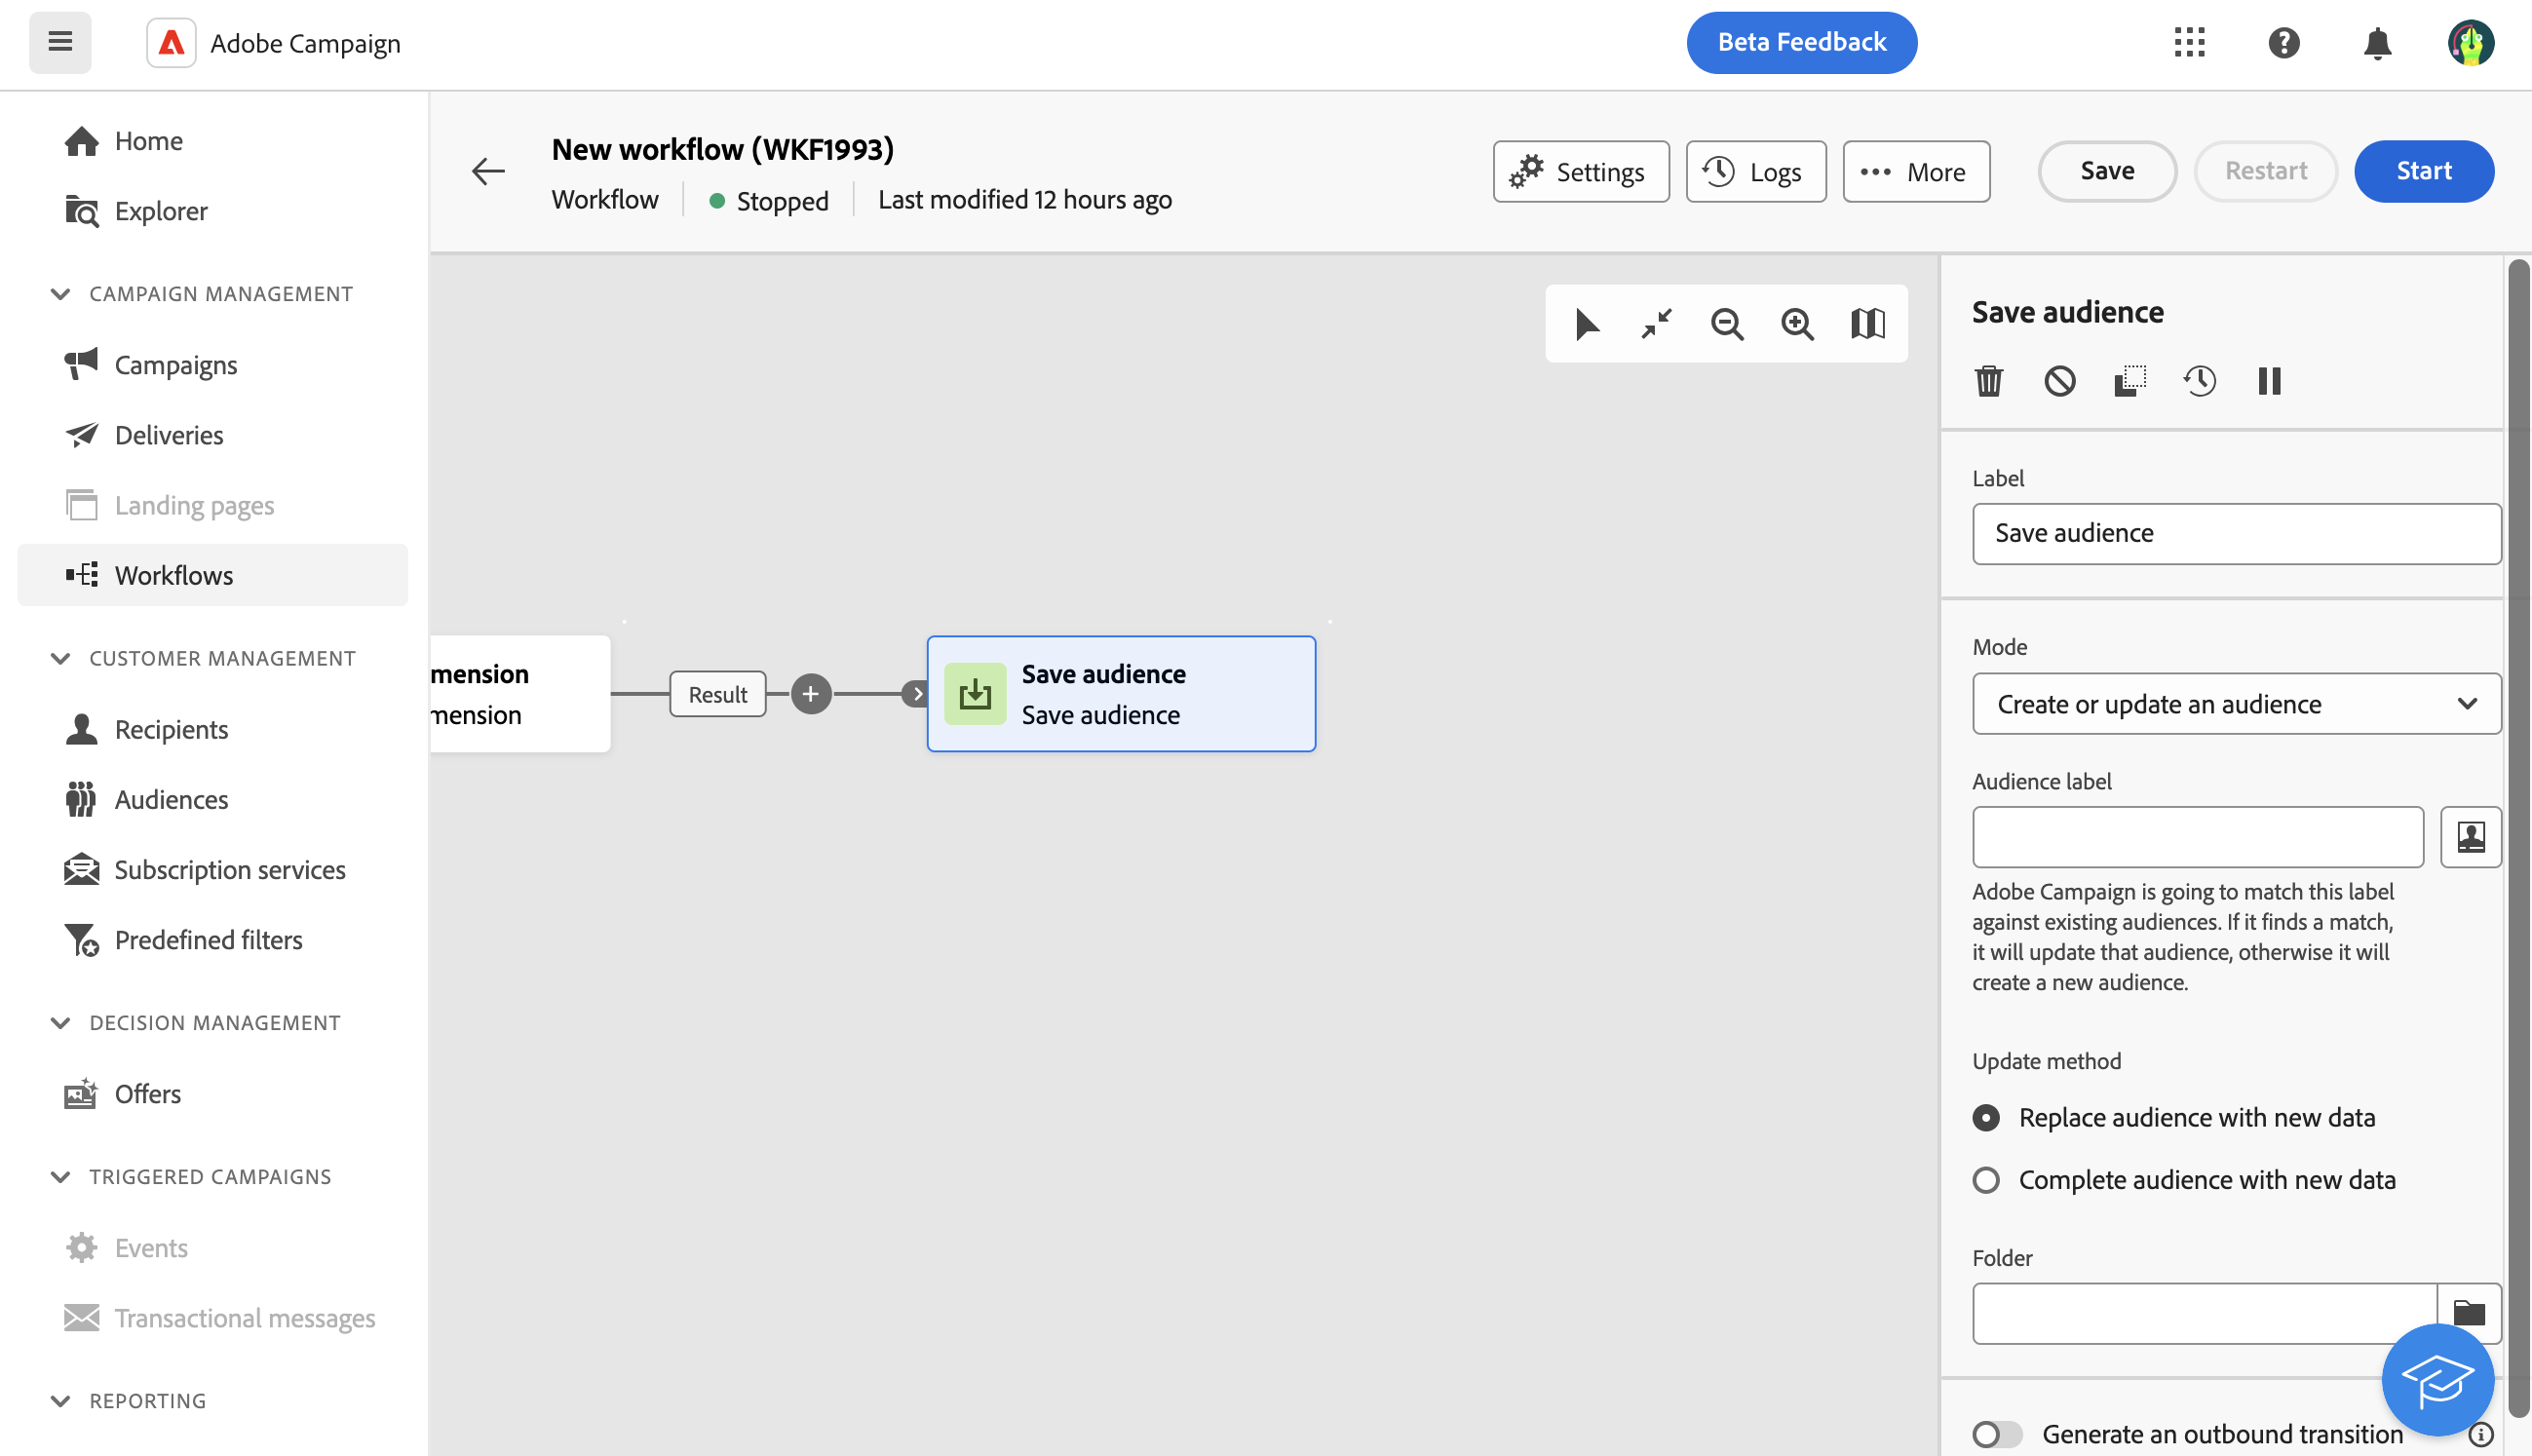 Adobe Campaign
Beta Feedback
Home
Explorer
CAMPAIGN MANAGEMENT
Campaigns
Deliveries
Landing pages
Workflows
CUSTOMER MANAGEMENT
Recipients
Audiences
Subscription services
Predefined filters
DECISION MANAGEMENT
Offers
TRIGGERED CAMPAIGNS
Events
Transactional messages
REPORTING
New workflow (WKF1993)
Workflow
Stopped
Last modified 12 hours ago
Settings
Logs
More
Save
Restart
Start
mension
mension
Result
Save audience
Save audience
Save audience
Label
Save audience
Mode
Create or update an audience
Audience label
Adobe Campaign is going to match this label
against existing audiences. If it finds a match,
it will update that audience, otherwise it will
create a new audience.
Update method
Replace audience with new data
Complete audience with new data
Folder
Generate an outbound transition